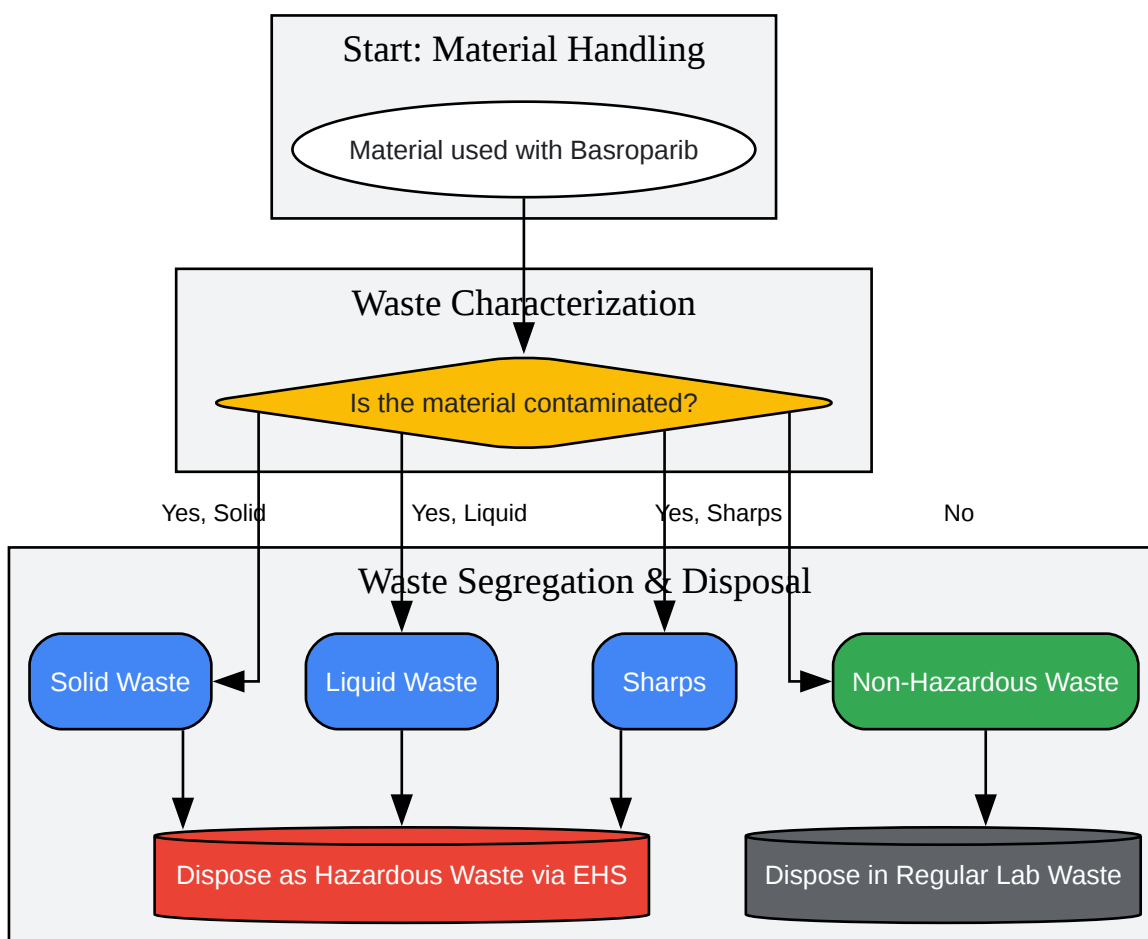 Start: Material Handling
Material used with Basroparib
Waste Characterization
Is the material contaminated?
Yes, Solid
Yes, Liquid
Yes, Sharps
No
Waste Segregation & Disposal
Solid Waste
Liquid Waste
Sharps
Non-Hazardous Waste
Dispose as Hazardous Waste via EHS
Dispose in Regular Lab Waste